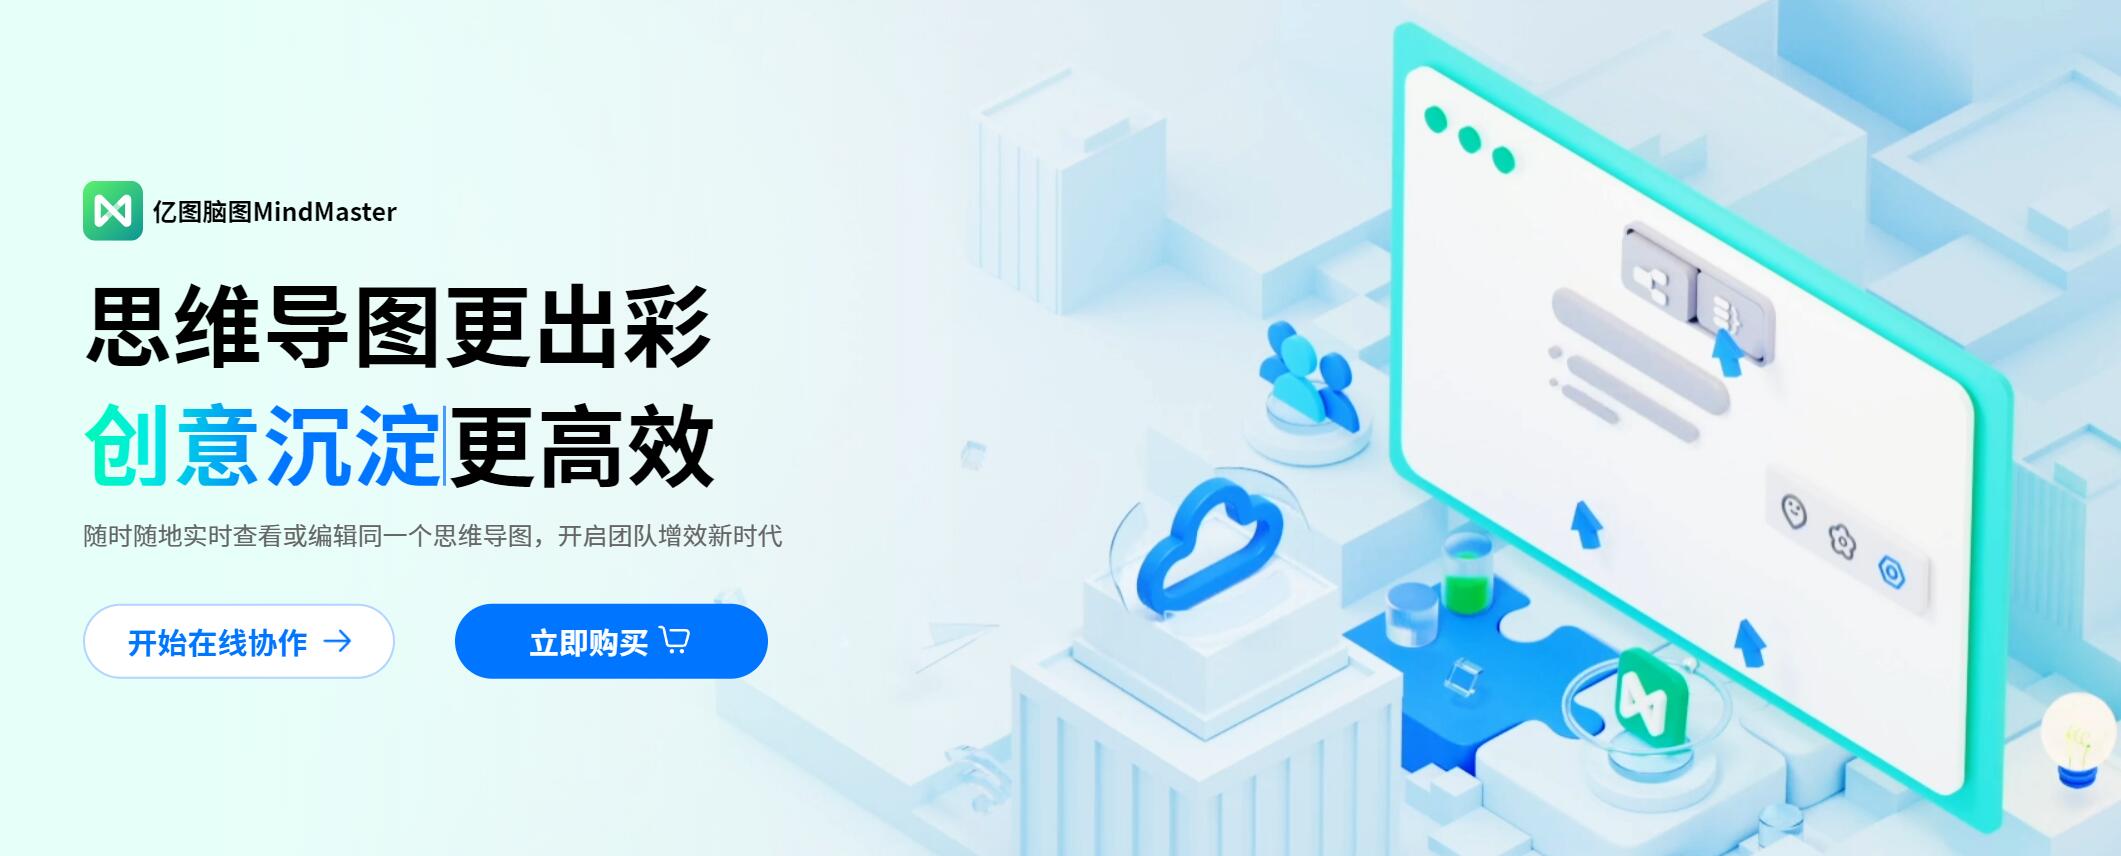 亿图脑图MindMaster
思维导图更出彩
创意沉淀更高效
随时随地实时查看或编辑同一个思维导图，开启团队增效新时代
开始在线协作
立即购买